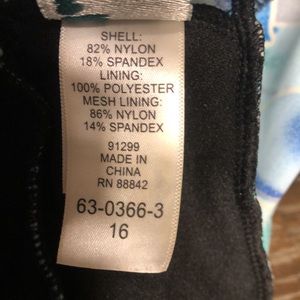 SHELL:
82% NYLON
18% SPANDEX
LINING:
100% POLYESTER
MESH LINING:
86% NYLON
14% SPANDEX
91299
MADE IN
CHINA
RN 88842
63-0366-3
16